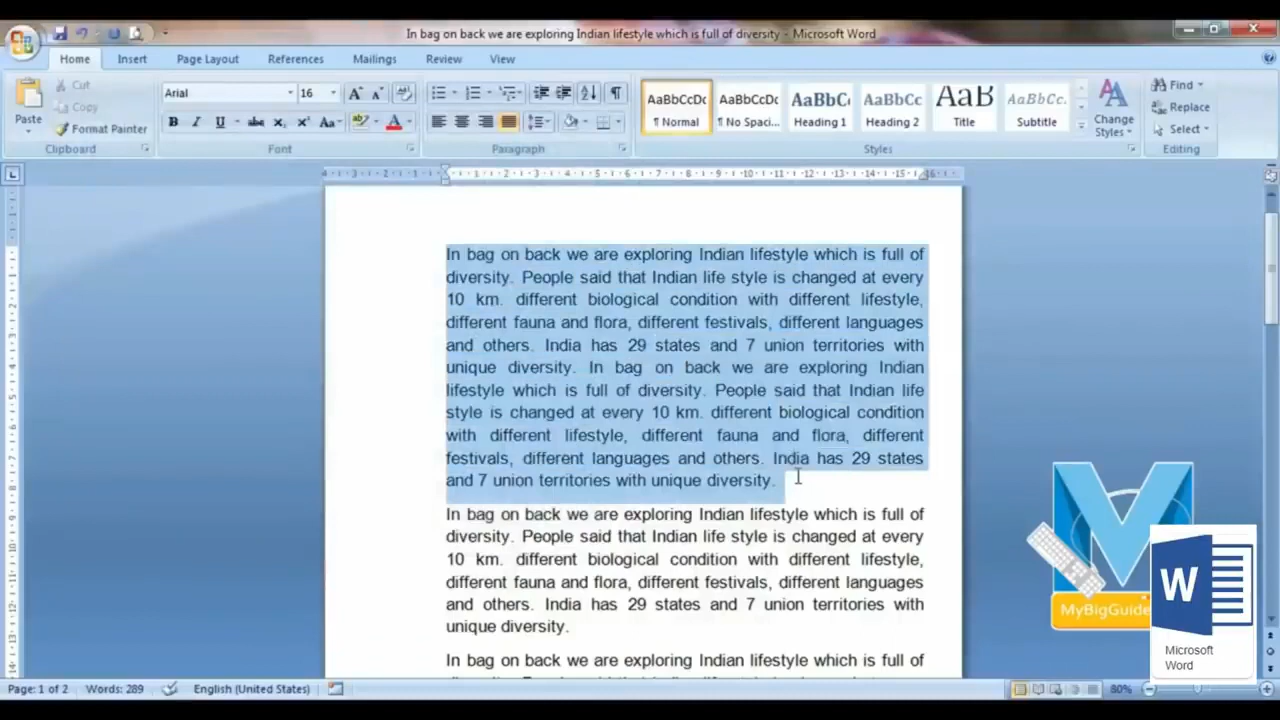 In bag on back we are exploring Indian lifestyle which is full of diversity - Microsoft Word
Home Insert Page Layout References Mailings Review View
Paste
Cut
Copy
Format Painter
Clipboard
Arial 16
Font
Paragraph
AaBbCcDc AaBbCcDc AaBbC AaBbCc AaB AaBbCc.
¶ Normal ¶ No Spaci... Heading 1 Heading 2 Title Subtitle
Change Styles
Styles
Find
Replace
Select
Editing
In bag on back we are exploring Indian lifestyle which is full of
diversity. People said that Indian life style is changed at every
10 km. different biological condition with different lifestyle,
different fauna and flora, different festivals, different languages
and others. India has 29 states and 7 union territories with
unique diversity. In bag on back we are exploring Indian
lifestyle which is full of diversity. People said that Indian life
style is changed at every 10 km. different biological condition
with different lifestyle, different fauna and flora, different
festivals, different languages and others. India has 29 states
and 7 union territories with unique diversity.
In bag on back we are exploring Indian lifestyle which is full of
diversity. People said that Indian life style is changed at every
10 km. different biological condition with different lifestyle,
different fauna and flora, different festivals, different languages
and others. India has 29 states and 7 union territories with
unique diversity.
In bag on back we are exploring Indian lifestyle which is full of
MyBigGuide
W
Microsoft
Word
Page: 1 of 2 Words: 289 English (United States) 80%